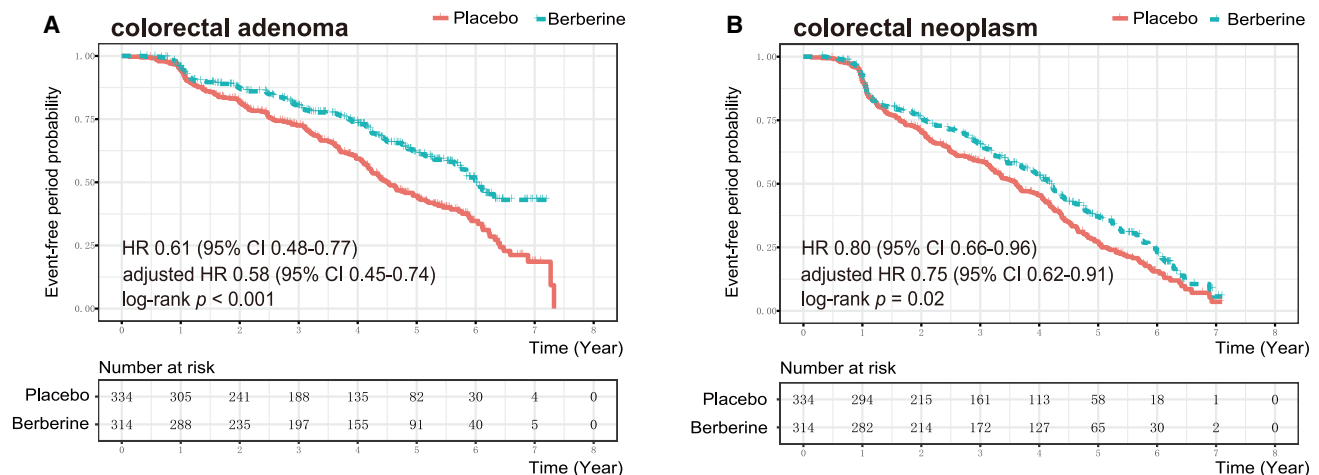 A colorectal adenoma
Placebo Berberine
Event-free period probability
1.00
0.75
0.50
0.25
0.00
HR 0.61 (95% CI 0.48-0.77)
adjusted HR 0.58 (95% CI 0.45-0.74)
log-rank p < 0.001
0 1 2 3 4 5 6 7 8
Time (Year)
Number at risk
Placebo 334 305 241 188 135 82 30 4 0
Berberine 314 288 235 197 155 91 40 5 0
0 1 2 3 4 5 6 7 8
Time (Year)
B colorectal neoplasm
Placebo Berberine
Event-free period probability
1.00
0.75
0.50
0.25
0.00
HR 0.80 (95% CI 0.66-0.96)
adjusted HR 0.75 (95% CI 0.62-0.91)
log-rank p = 0.02
0 1 2 3 4 5 6 7 8
Time (Year)
Number at risk
Placebo 334 294 215 161 113 58 18 1 0
Berberine 314 282 214 172 127 65 30 2 0
0 1 2 3 4 5 6 7 8
Time (Year)